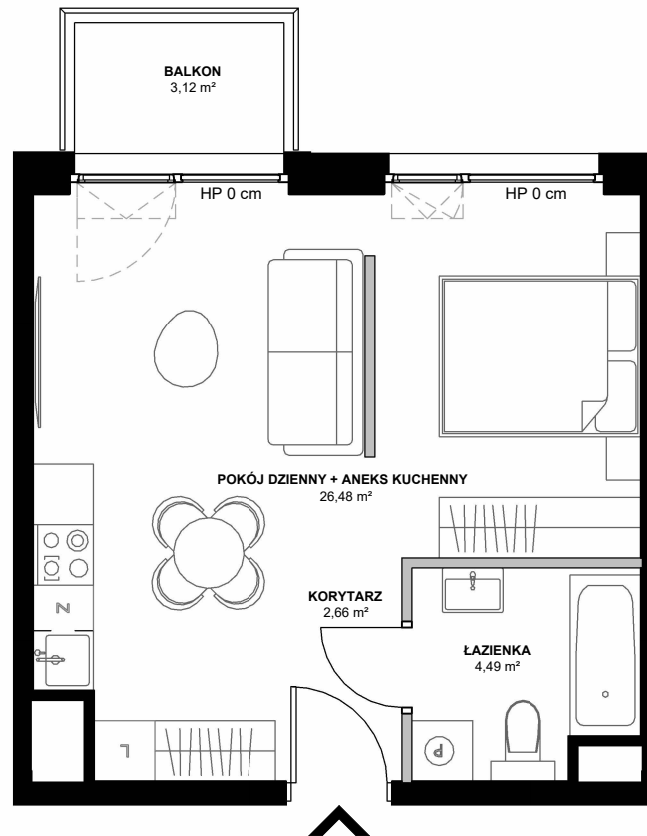 BALKON
3,12 m²
HP 0 cm
HP 0 cm
POKÓJ DZIENNY + ANEKS KUCHENNY
26,48 m²
KORYTARZ
2,66 m²
ŁAZIENKA
4,49 m²
Z
L
P